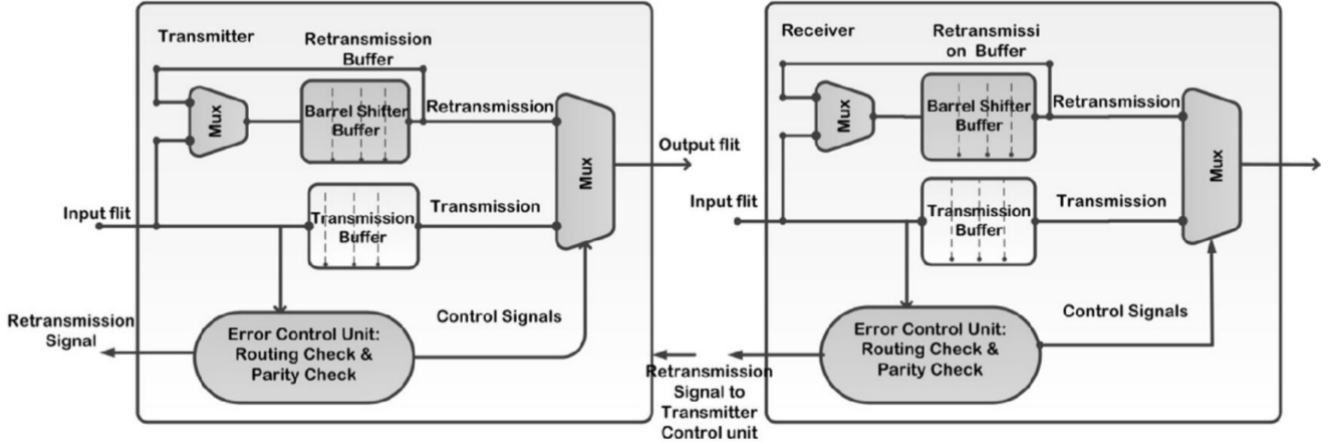 Transmitter
Retransmission
Buffer
Mux
Barrel Shifter
Buffer
Retransmission
Mux
Output flit
Input flit
Transmission
Buffer
Transmission
Control Signals
Retransmission
Signal
Error Control Unit:
Routing Check &
Parity Check
Receiver
Retransmissi
on Buffer
Mux
Barrel Shifter
Buffer
Retransmission
Mux
Input flit
Transmission
Buffer
Transmission
Control Signals
Error Control Unit:
Routing Check &
Parity Check
Retransmission
Signal to
Transmitter
Control unit